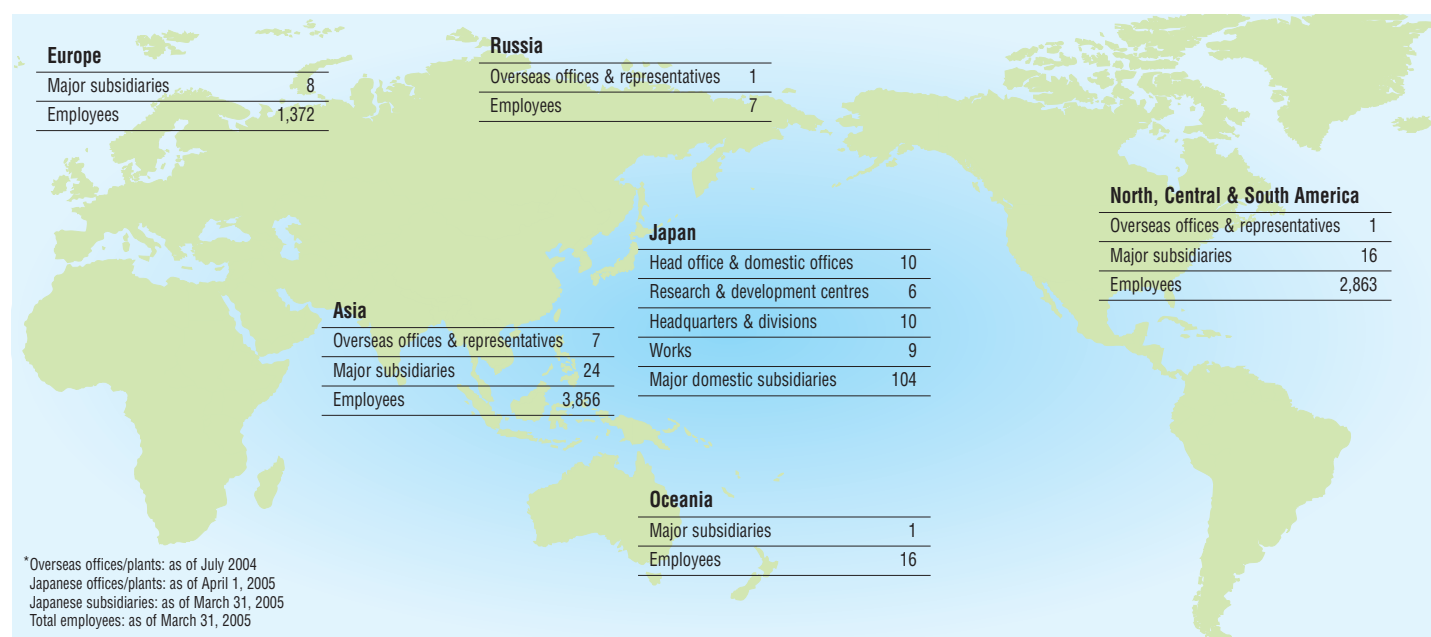 Europe
Major subsidiaries 8
Employees 1,372
Russia
Overseas offices & representatives 1
Employees 7
North, Central & South America
Overseas offices & representatives 1
Major subsidiaries 16
Employees 2,863
Japan
Head office & domestic offices 10
Research & development centres 6
Headquarters & divisions 10
Works 9
Major domestic subsidiaries 104
Asia
Overseas offices & representatives 7
Major subsidiaries 24
Employees 3,856
Oceania
Major subsidiaries 1
Employees 16
*Overseas offices/plants: as of July 2004
Japanese offices/plants: as of April 1, 2005
Japanese subsidiaries: as of March 31, 2005
Total employees: as of March 31, 2005